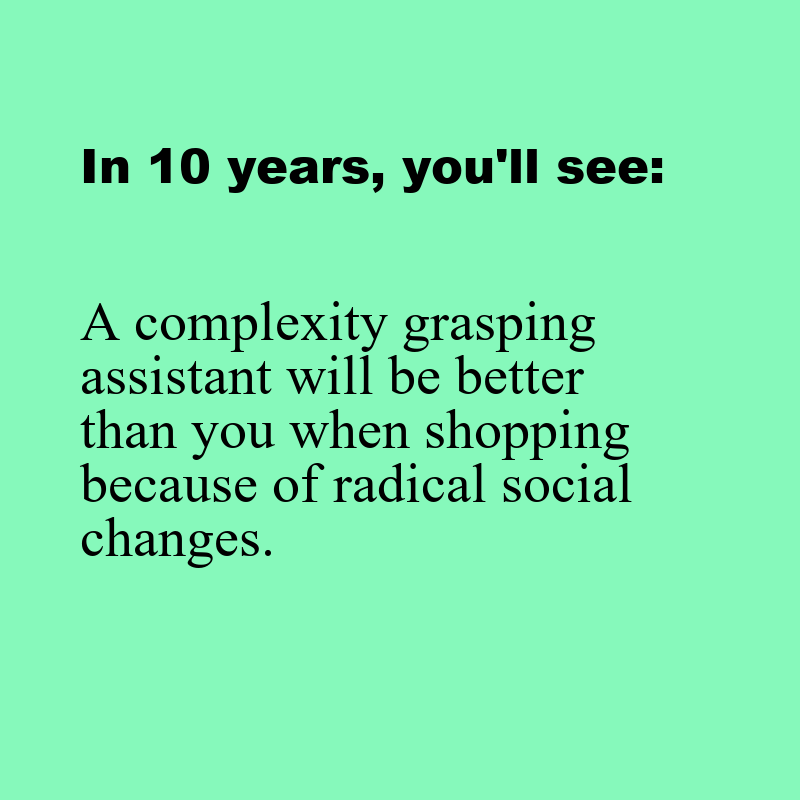 In 10 years, you'll see:
A complexity grasping
assistant will be better
than you when shopping
because of radical social
changes.